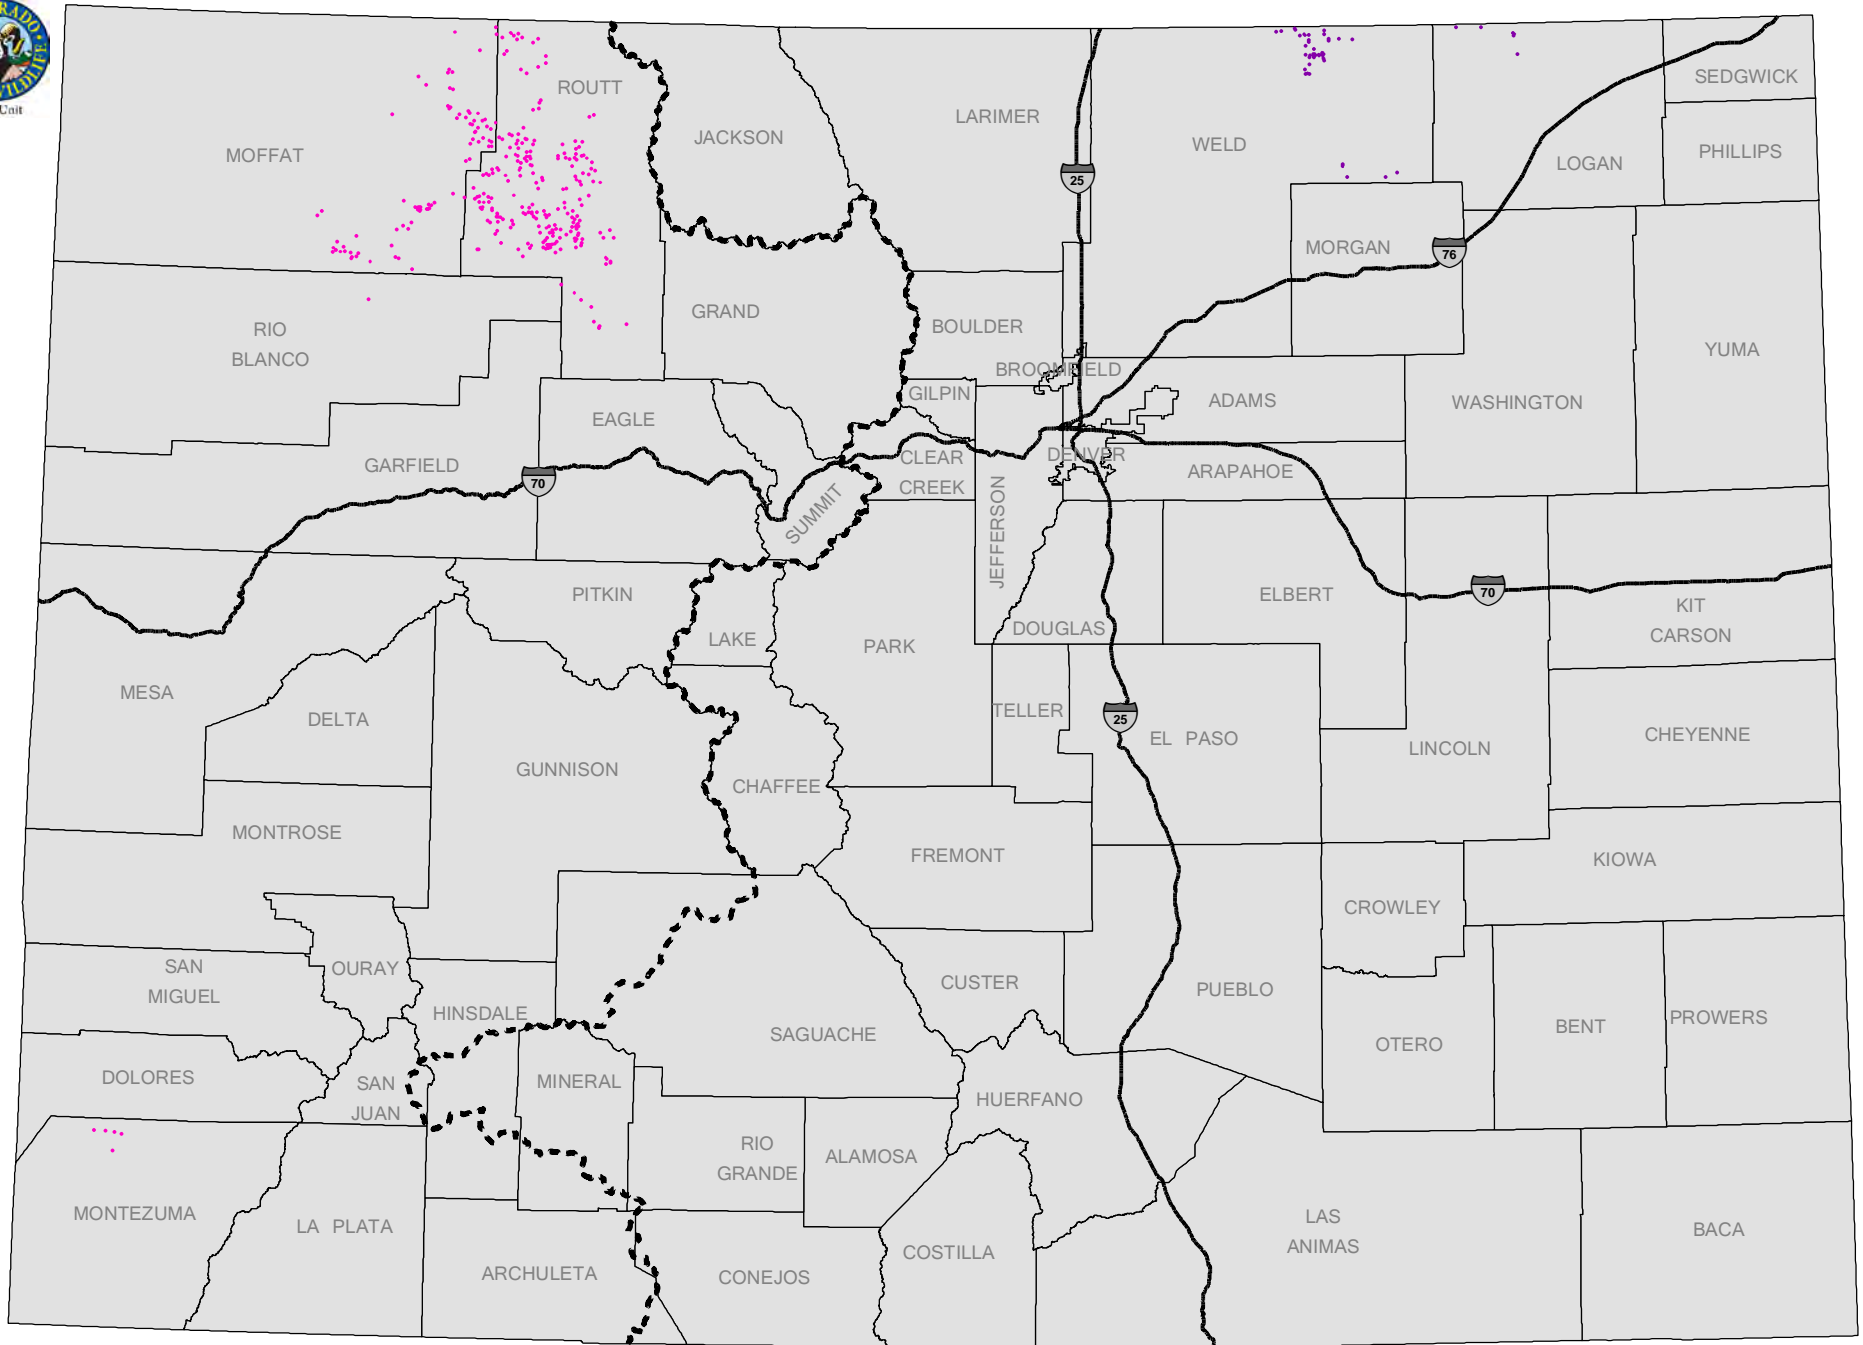 RADO
WILDLIFE
Unit
SEDGWICK
ROUTT
LARIMER
JACKSON
WELD
MOFFAT
LOGAN
PHILLIPS
25
MORGAN
76
GRAND
BOULDER
RIO
BLANCO
YUMA
BROOMFIELD
GILPIN
ADAMS
WASHINGTON
EAGLE
GARFIELD
CLEAR
CREEK
DENVER
ARAPAHOE
70
SUMMIT
JEFFERSON
PITKIN
ELBERT
70
KIT
CARSON
LAKE
DOUGLAS
PARK
MESA
DELTA
TELLER
25
EL PASO
LINCOLN
CHEYENNE
GUNNISON
CHAFFEE
MONTROSE
FREMONT
KIOWA
CROWLEY
SAN
MIGUEL
OURAY
CUSTER
PUEBLO
HINSDALE
SAGUACHE
BENT
PROWERS
OTERO
DOLORES
SAN
JUAN
MINERAL
HUERFANO
RIO
GRANDE
ALAMOSA
MONTEZUMA
LA PLATA
LAS
ANIMAS
BACA
COSTILLA
ARCHULETA
CONEJOS